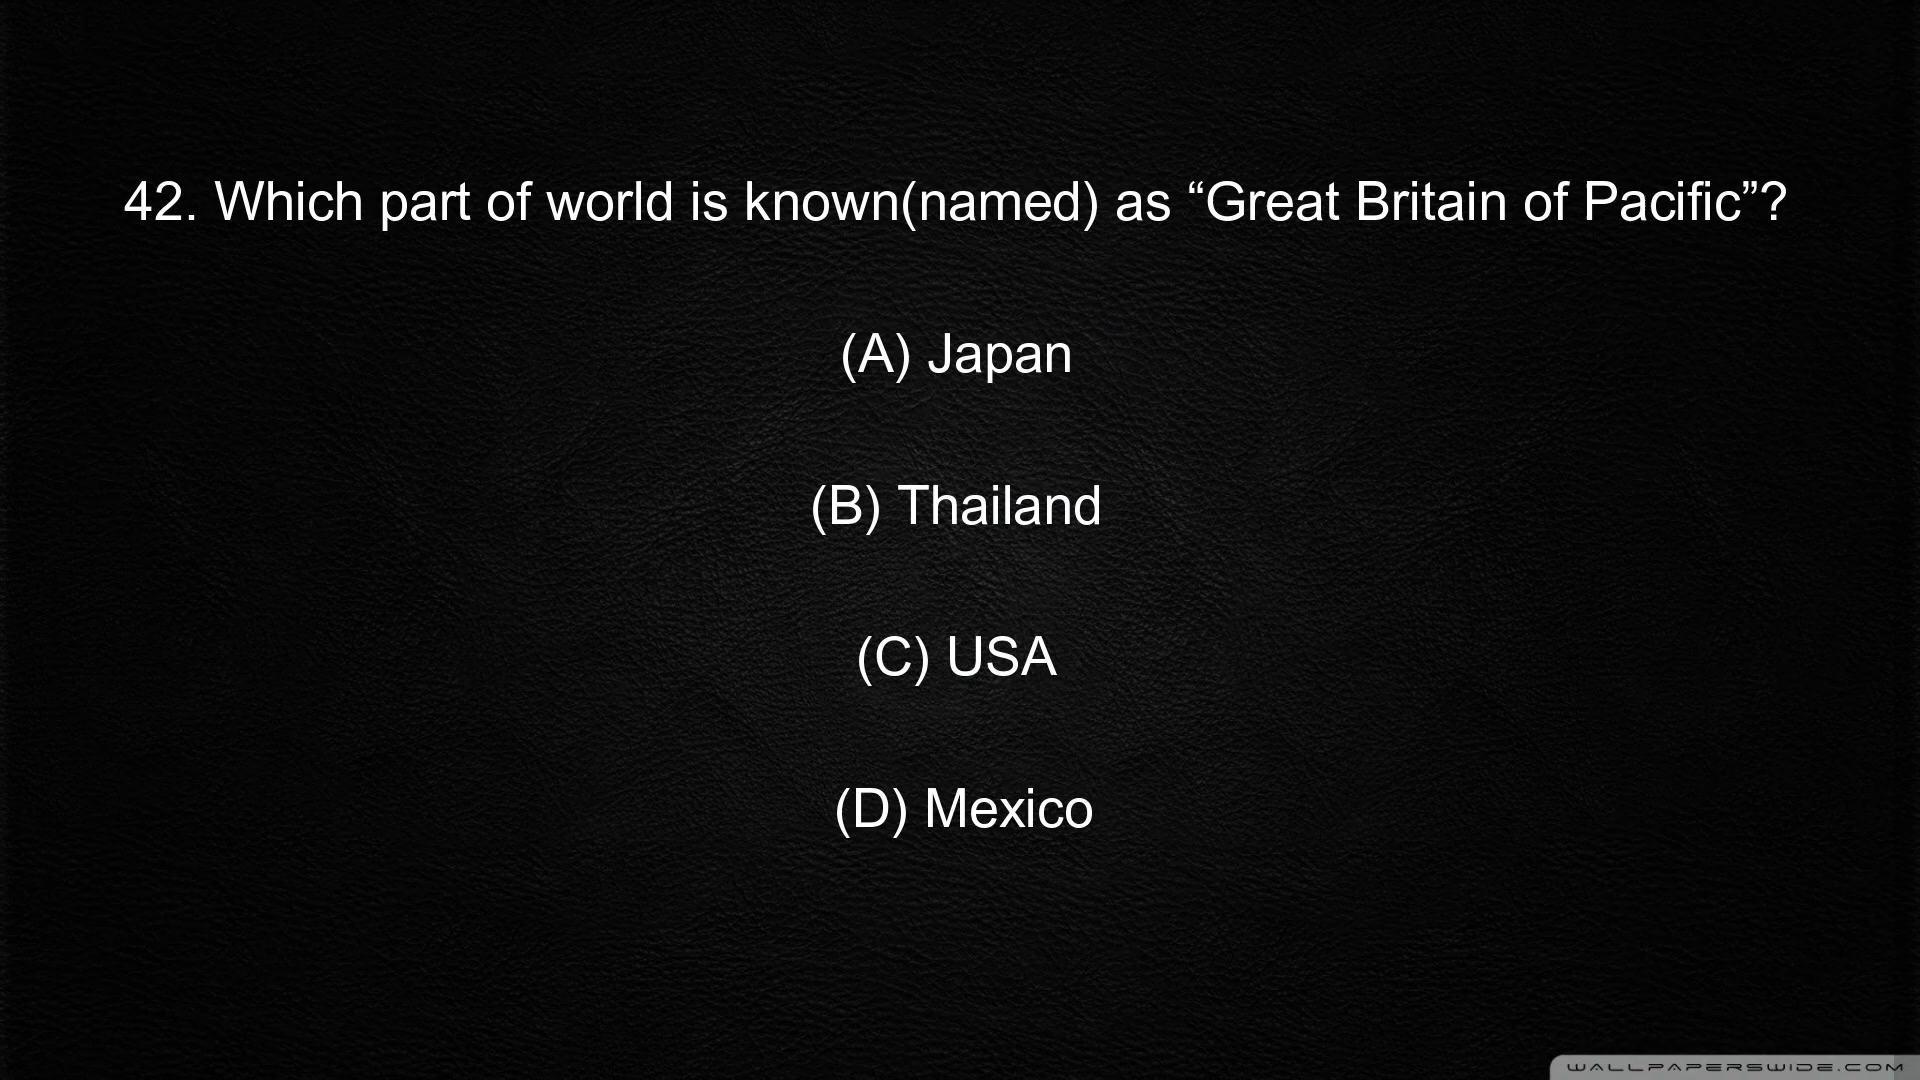 42. Which part of world is known(named) as “Great Britain of Pacific”?
(A) Japan
(B) Thailand
(C) USA
(D) Mexico
WALLPAPERSWIDE.COM